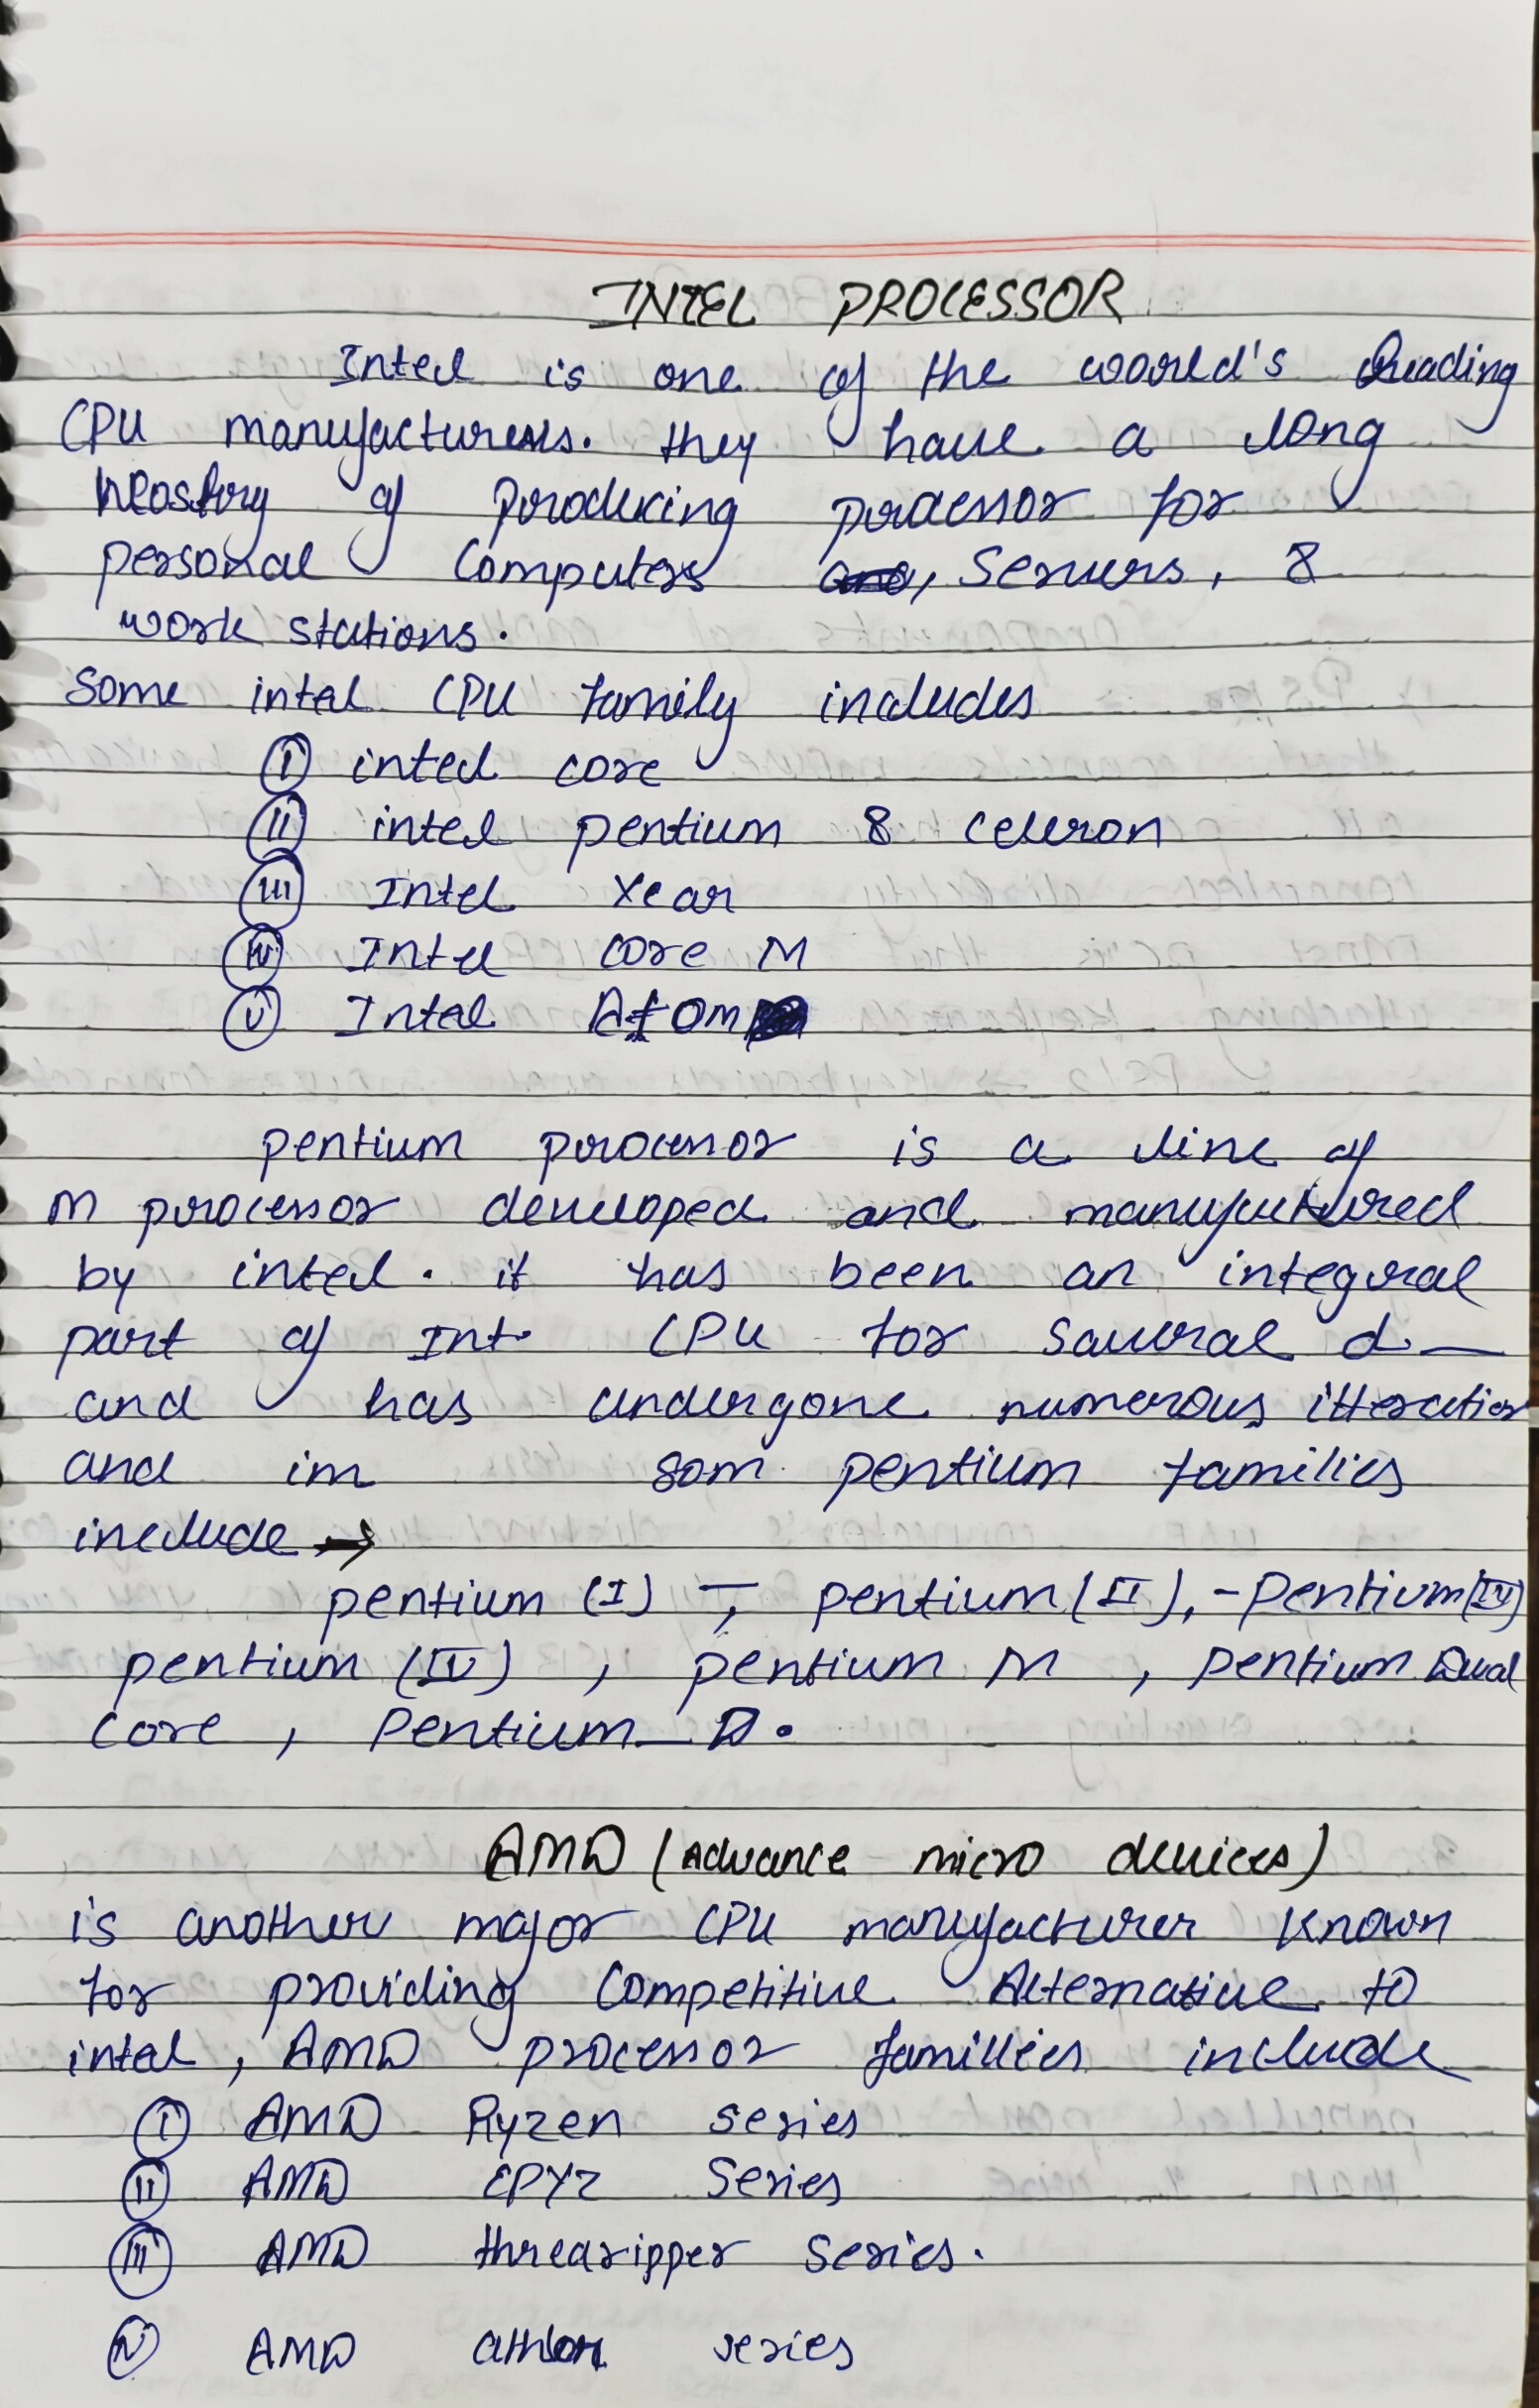 INTEL PROCESSOR
Intel is one of the world's leading
CPU manufacturers. they have a long
history of producing processor for
personal Computers, Servers, &
work stations.
Some intel CPU family includes
(i) intel core
(ii) intel pentium & celeron
(iii) Intel Xear
(iv) Intel core M
(v) Intel Atom
pentium processor is a line of
M processor developed and manufactured
by intel. it has been an integral
part of Int. CPU for saveral d. —
and has undergone numerous itteration
and im som pentium families
include →
pentium (I) –, pentium (II), - Pentium (III)
pentium (IV) , pentium M , pentium Dual
Core , Pentium D.
AMD (Advance micro devices)
is another major CPU manufacturer known
for providing Competitive Alternative to
intel, AMD processor families include
(i) AMD Ryzen series
(ii) AMD EPYZ Series
(iii) AMD threadripper Series.
(iv) AMD athlon series